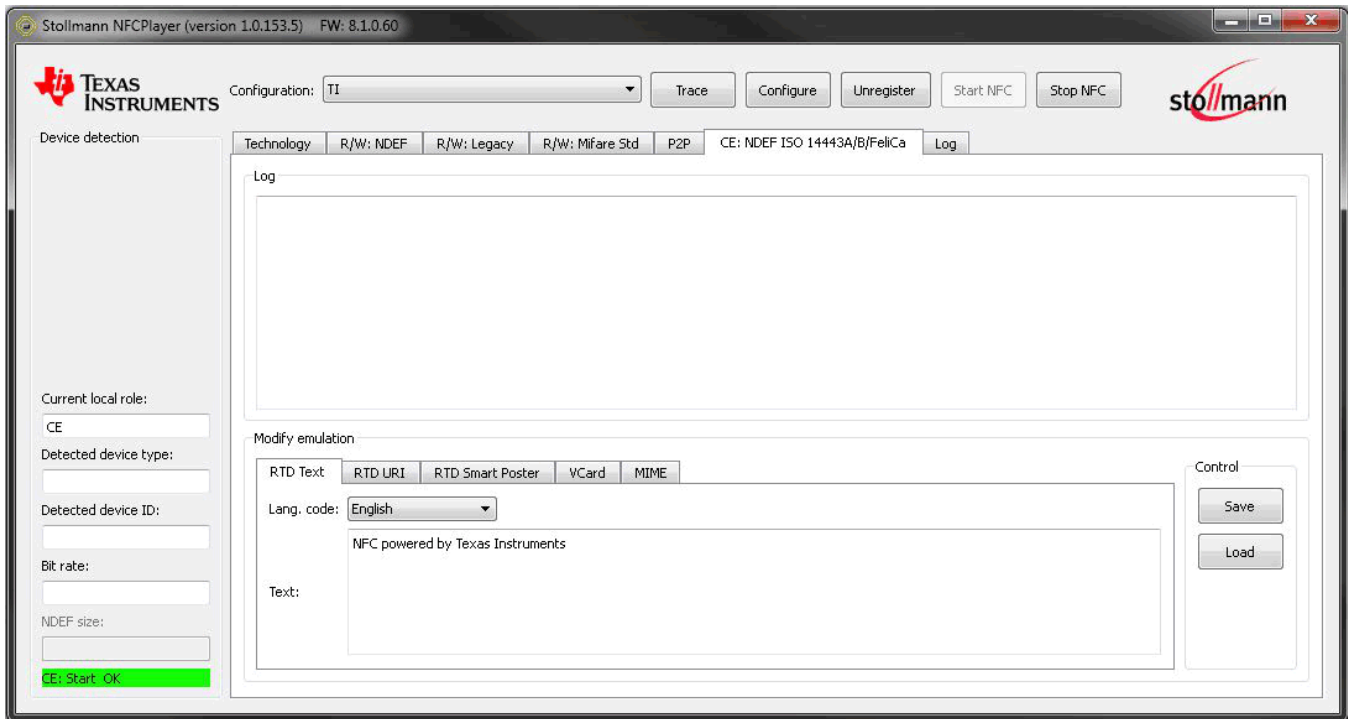 Stollmann NFCPlayer (version 1.0.153.5) FW: 8.1.0.60
TEXAS INSTRUMENTS
Configuration: TI Trace Configure Unregister Start NFC Stop NFC
stollmann
Device detection
Technology R/W: NDEF R/W: Legacy R/W: Mifare Std P2P CE: NDEF ISO 14443A/B/FeliCa Log
Log
Current local role:
CE
Detected device type:
Detected device ID:
Bit rate:
NDEF size:
CE: Start OK
Modify emulation
RTD Text RTD URI RTD Smart Poster VCard MIME
Lang. code: English
Text:
NFC powered by Texas Instruments
Control
Save
Load